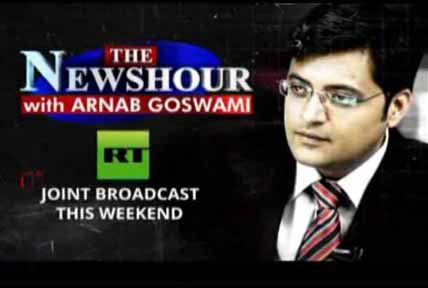 THE
NEWSHOUR
with ARNAB GOSWAMI
RT
JOINT BROADCAST
THIS WEEKEND